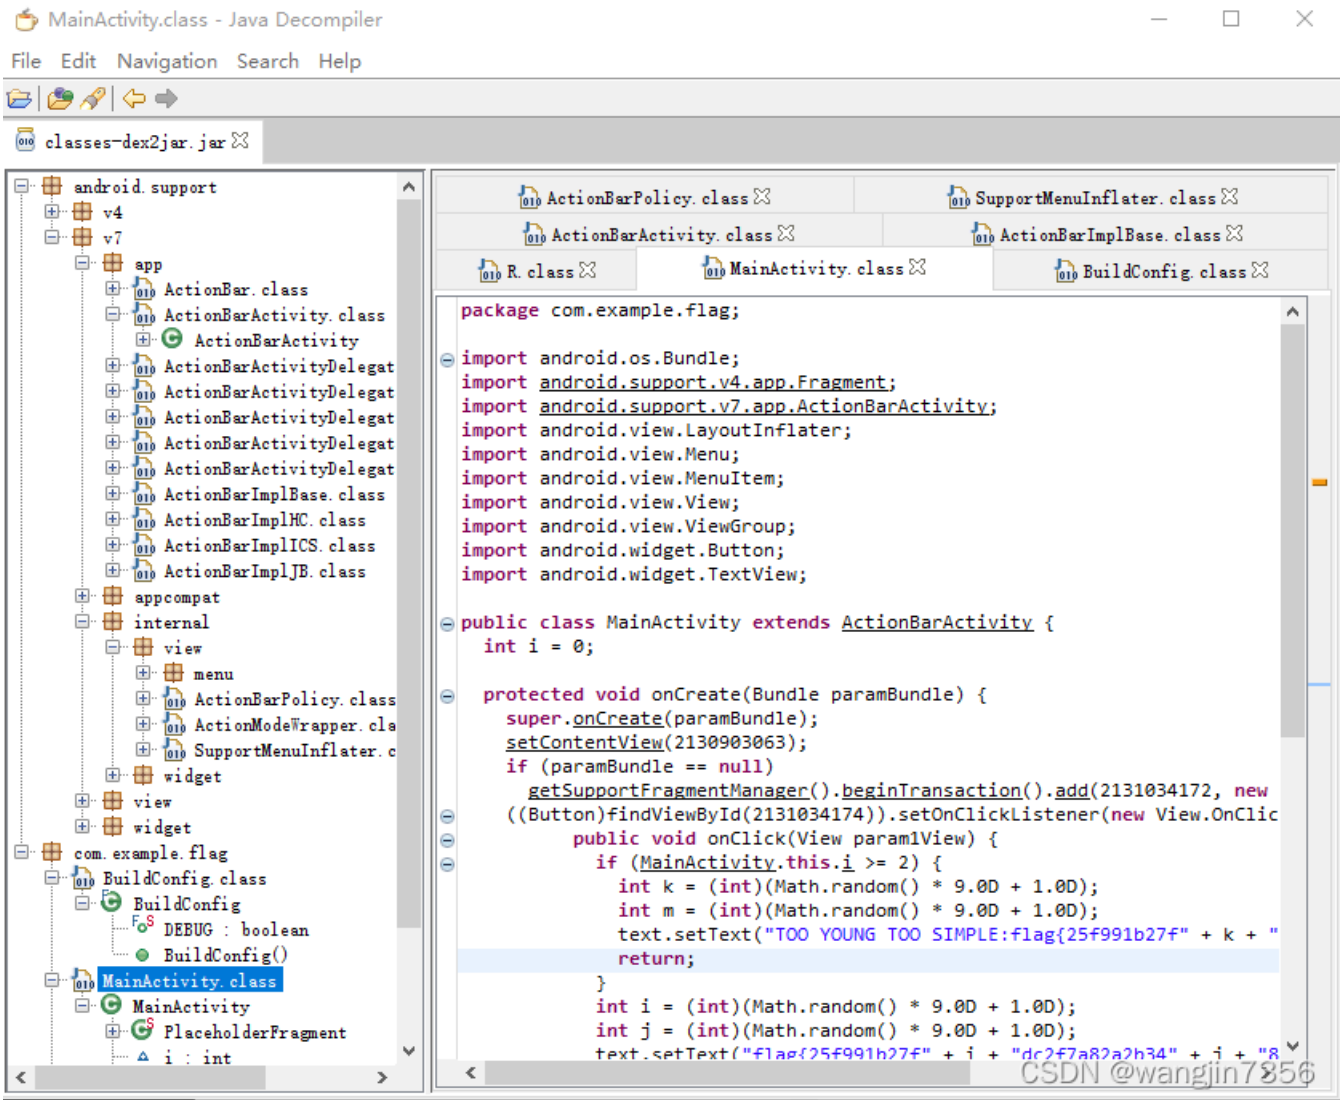 MainActivity.class - Java Decompiler
File Edit Navigation Search Help
classes-dex2jar.jar
android.support
v4
v7
app
ActionBar.class
ActionBarActivity.class
ActionBarActivity
ActionBarActivityDelegat
ActionBarActivityDelegat
ActionBarActivityDelegat
ActionBarActivityDelegat
ActionBarActivityDelegat
ActionBarImplBase.class
ActionBarImplHC.class
ActionBarImplICS.class
ActionBarImplJB.class
appcompat
internal
view
menu
ActionBarPolicy.class
ActionModeWrapper.cla
SupportMenuInflater.c
widget
view
widget
com.example.flag
BuildConfig.class
BuildConfig
DEBUG : boolean
BuildConfig()
MainActivity.class
MainActivity
PlaceholderFragment
i : int
ActionBarPolicy.class SupportMenuInflater.class
ActionBarActivity.class ActionBarImplBase.class
R.class MainActivity.class BuildConfig.class
package com.example.flag;
import android.os.Bundle;
import android.support.v4.app.Fragment;
import android.support.v7.app.ActionBarActivity;
import android.view.LayoutInflater;
import android.view.Menu;
import android.view.MenuItem;
import android.view.View;
import android.view.ViewGroup;
import android.widget.Button;
import android.widget.TextView;
public class MainActivity extends ActionBarActivity {
int i = 0;
protected void onCreate(Bundle paramBundle) {
super.onCreate(paramBundle);
setContentView(2130903063);
if (paramBundle == null)
getSupportFragmentManager().beginTransaction().add(2131034172, new
((Button)findViewById(2131034174)).setOnClickListener(new View.OnClic
public void onClick(View param1View) {
if (MainActivity.this.i >= 2) {
int k = (int)(Math.random() * 9.0D + 1.0D);
int m = (int)(Math.random() * 9.0D + 1.0D);
text.setText("TOO YOUNG TOO SIMPLE:flag{25f991b27f" + k + "
return;
}
int i = (int)(Math.random() * 9.0D + 1.0D);
int j = (int)(Math.random() * 9.0D + 1.0D);
text.setText("flag{25f991b27f" + i + "dc2f7a82a2b34" + j + "8
CSDN @wangjin7356